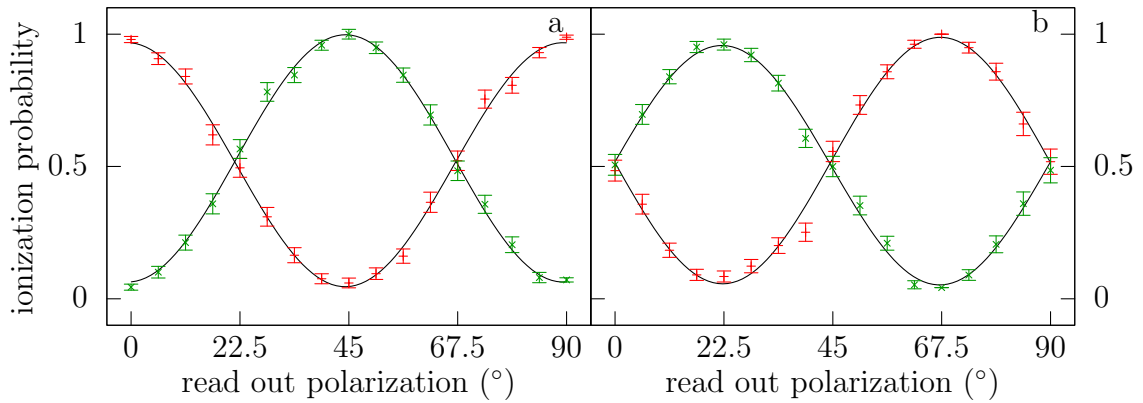 a
b
ionization probability
1
0.5
0
1
0.5
0
0 22.5 45 67.5 90
0 22.5 45 67.5 90
read out polarization (°)
read out polarization (°)